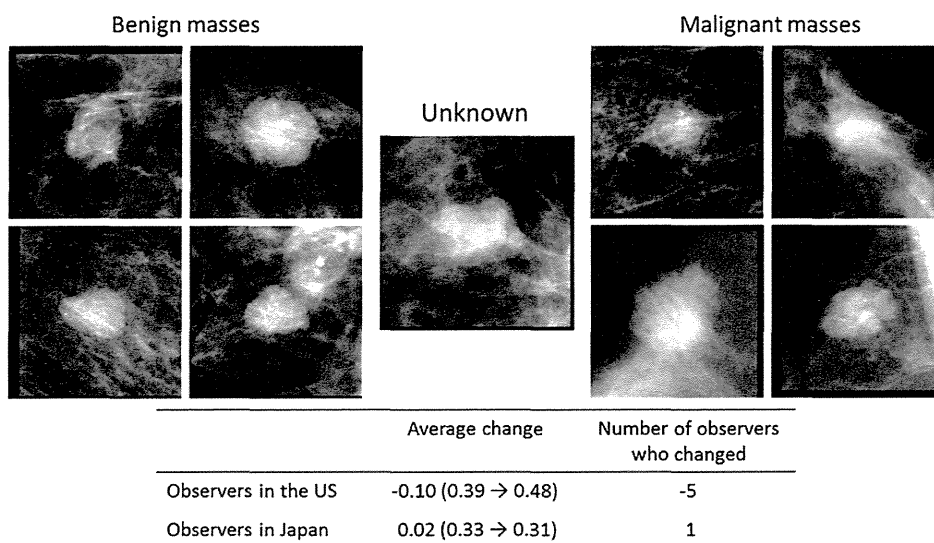 Benign masses
Malignant masses
Unknown
Average change
Number of observers
who changed
Observers in the US -0.10 (0.39 → 0.48) -5
Observers in Japan 0.02 (0.33 → 0.31) 1